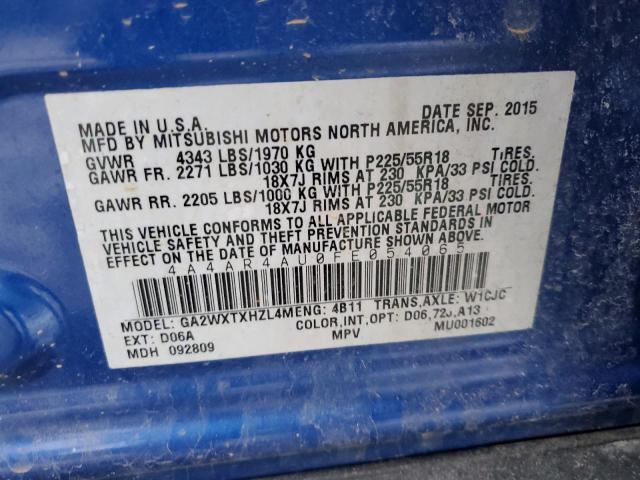 MADE IN U.S.A. DATE SEP. 2015
MFD BY MITSUBISHI MOTORS NORTH AMERICA, INC.
GVWR 4343 LBS/1970 KG
GAWR FR. 2271 LBS/1030 KG WITH P225/55R18 TIRES.
18X7J RIMS AT 230 KPA/33 PSI COLD.
GAWR RR. 2205 LBS/1000 KG WITH P225/55R18 TIRES.
18X7J RIMS AT 230 KPA/33 PSI COLD.
THIS VEHICLE CONFORMS TO ALL APPLICABLE FEDERAL MOTOR
VEHICLE SAFETY AND THEFT PREVENTION STANDARDS IN
EFFECT ON THE DATE OF MANUFACTURE SHOWN ABOVE.
4A4AR4AU0FE054065
MODEL: GA2WXTXHZL4MENG: 4B11 TRANS,AXLE: W1CJC
EXT: D06A COLOR,INT,OPT: D06,72J,A13
MDH 092809 MPV MU001602